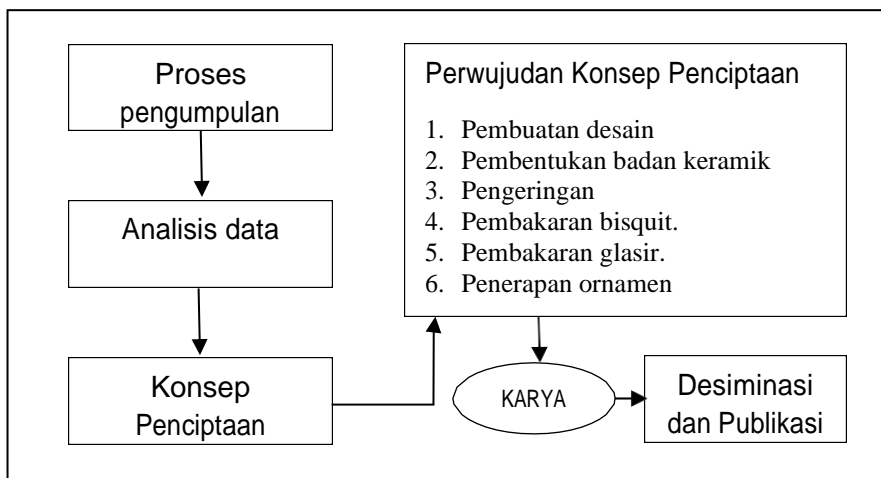 Proses
pengumpulan
Analisis data
Konsep
Penciptaan
Perwujudan Konsep Penciptaan
1. Pembuatan desain
2. Pembentukan badan keramik
3. Pengeringan
4. Pembakaran bisquit.
5. Pembakaran glasir.
6. Penerapan ornamen
KARYA
Desiminasi
dan Publikasi